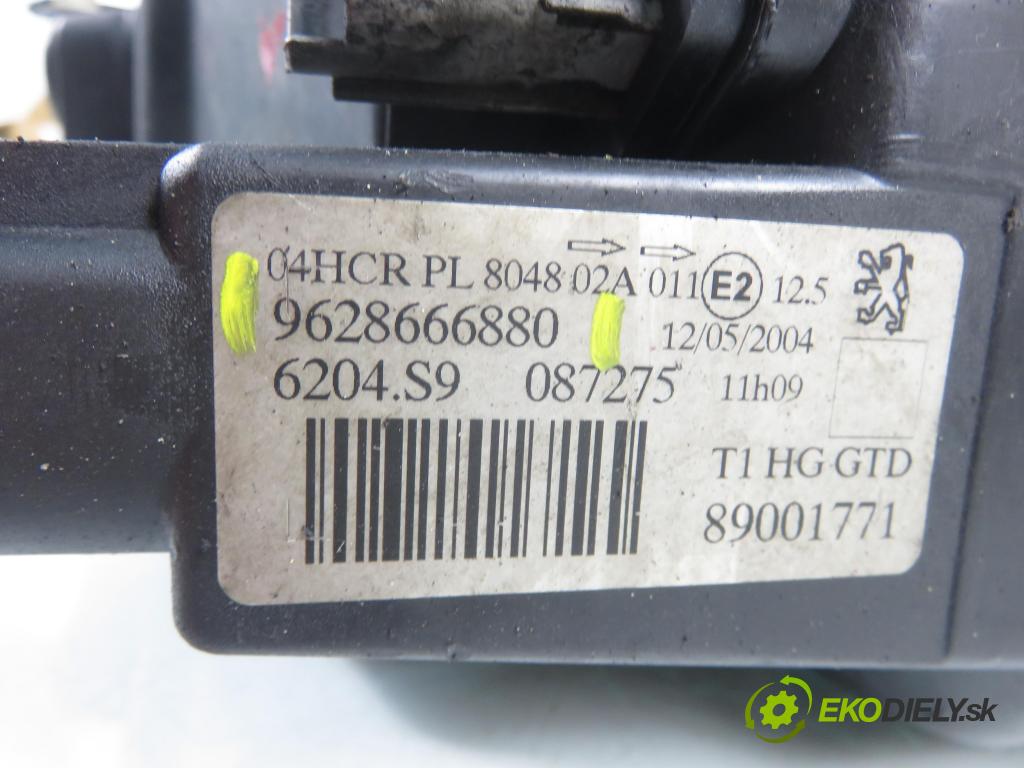 04HCR PL 8048 02A 011 E2 12.5
9628666880 12/05/2004
6204.S9 087275 11h09
T1 HG GTD
89001771
EKODIELY.sk